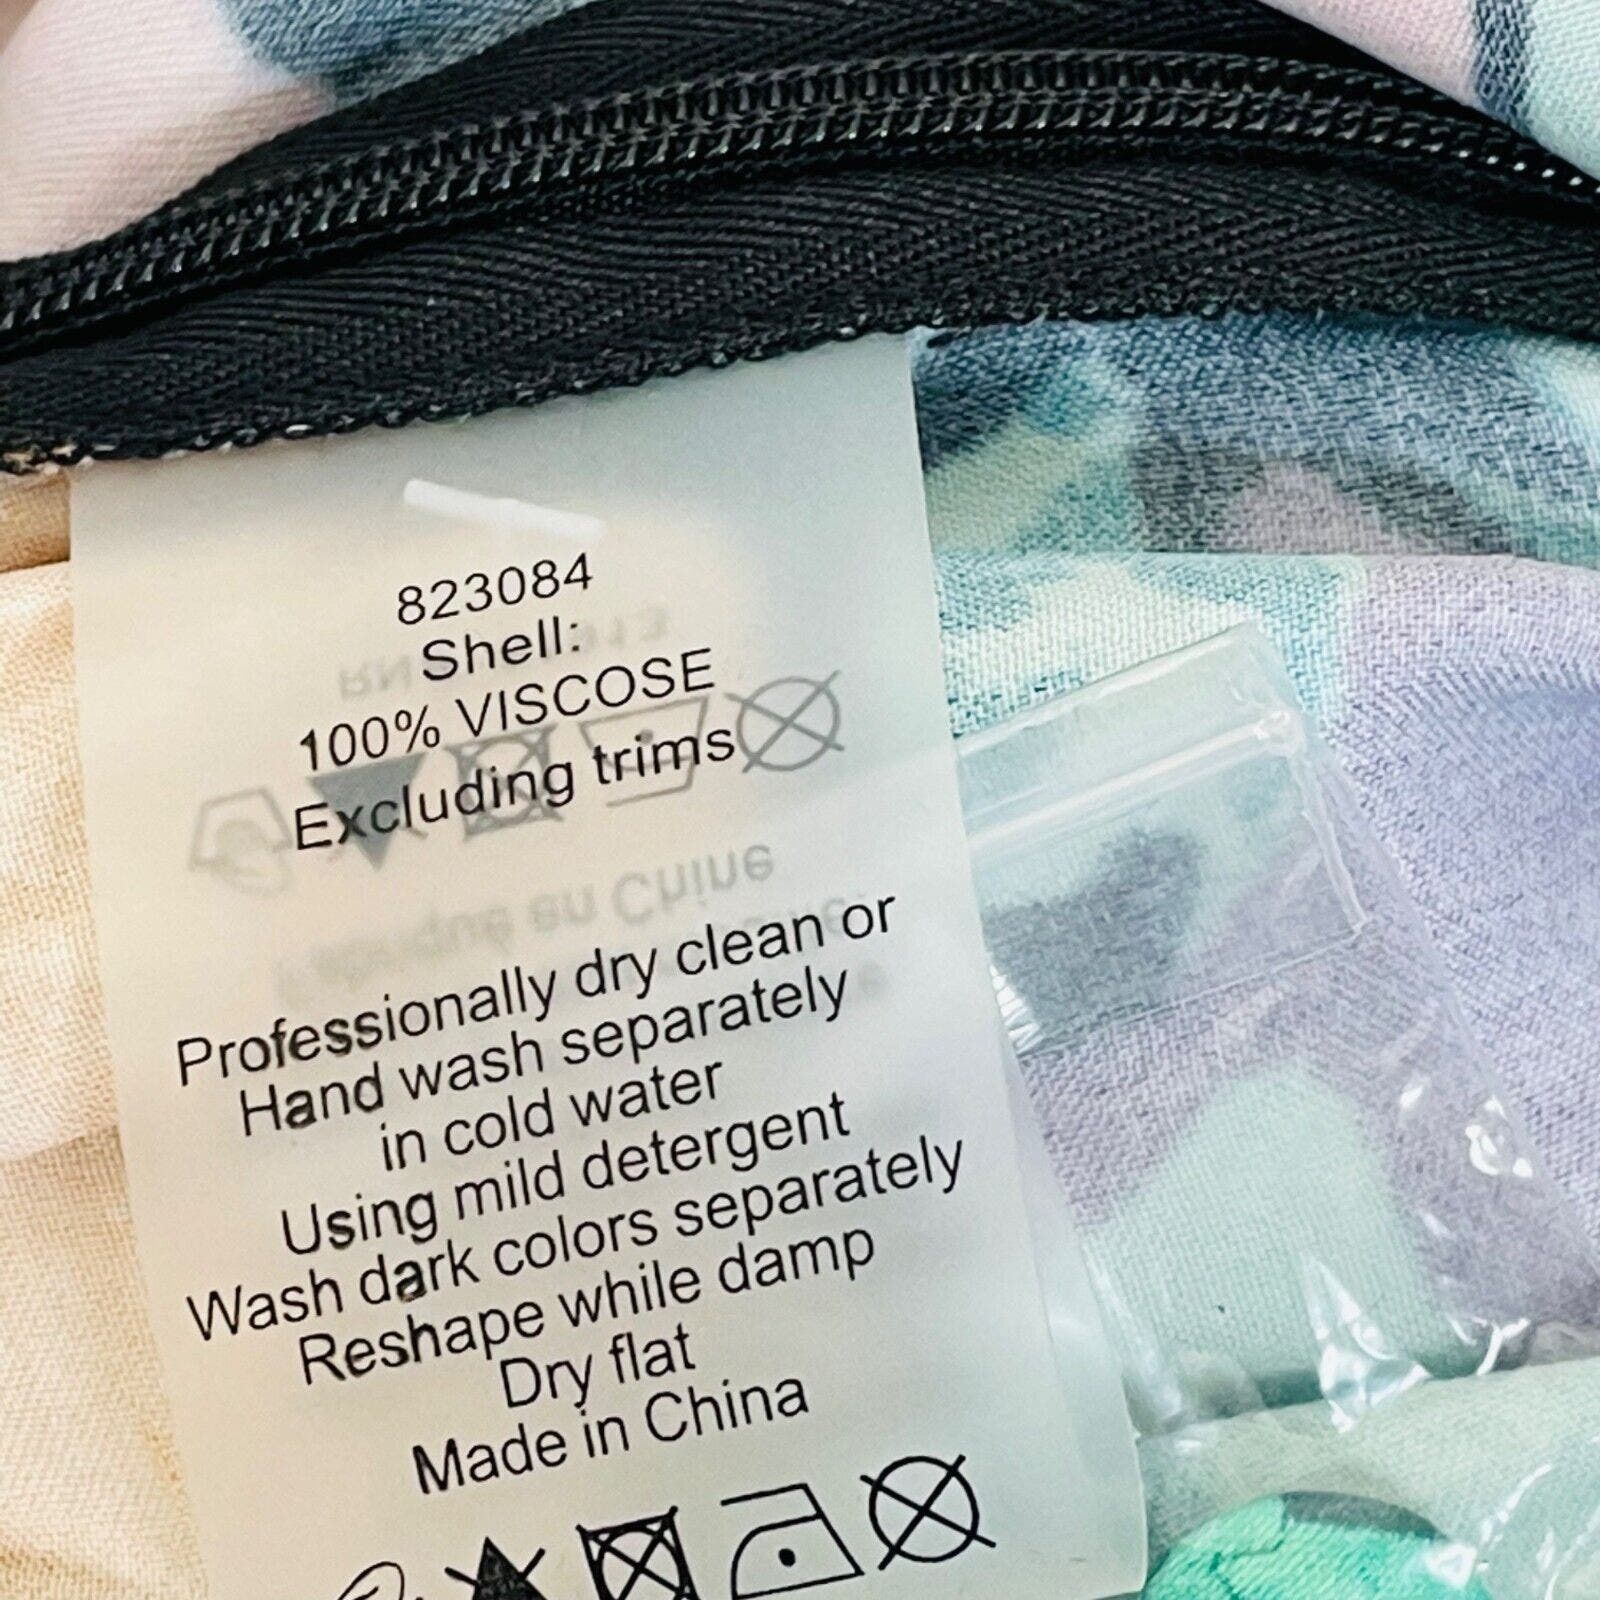 823084
Shell:
100% VISCOSE
Excluding trims
Professionally dry clean or
Hand wash separately
in cold water
Using mild detergent
Wash dark colors separately
Reshape while damp
Dry flat
Made in China